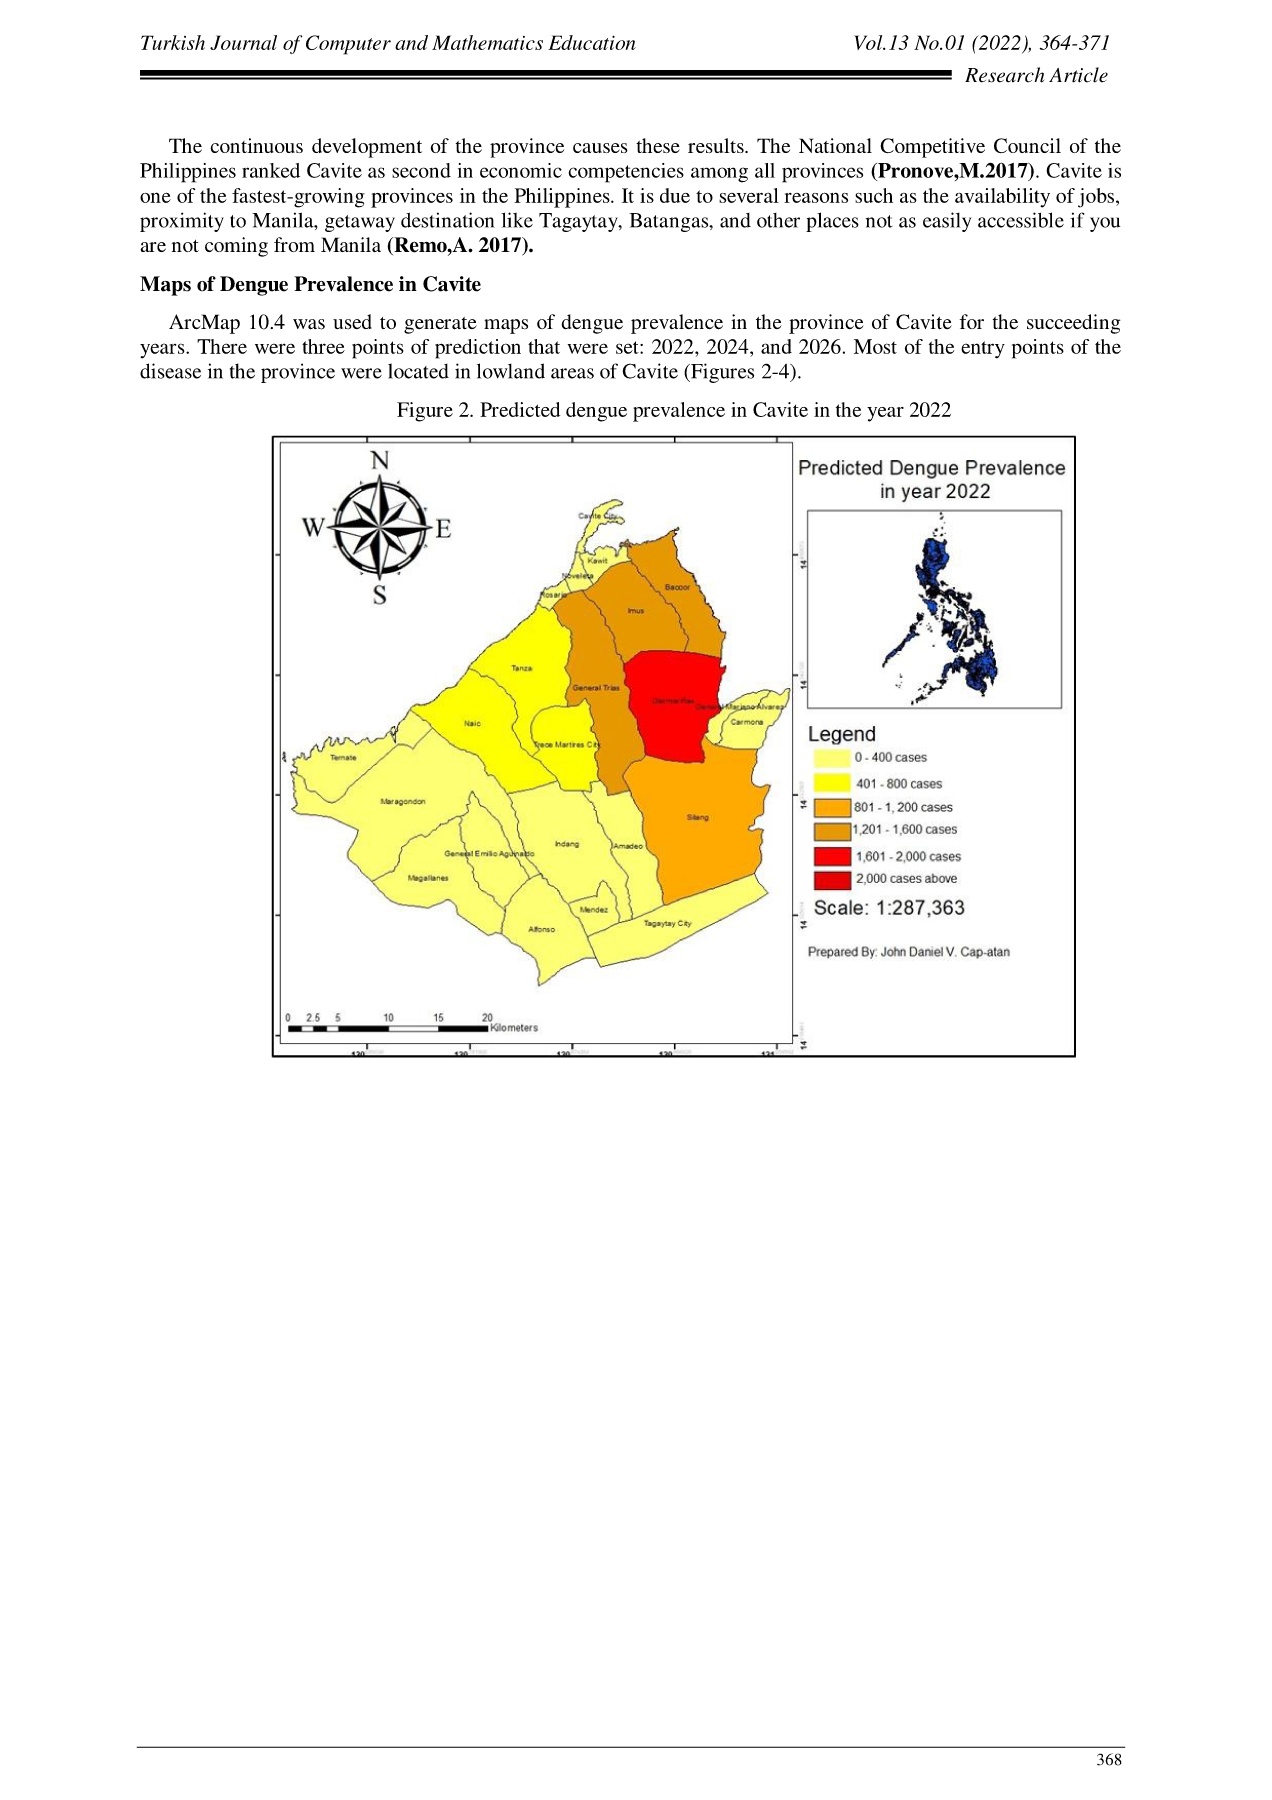 Turkish Journal of Computer and Mathematics Education Vol.13 No.01 (2022), 364-371
Research Article
The continuous development of the province causes these results. The National Competitive Council of the
Philippines ranked Cavite as second in economic competencies among all provinces (Pronove,M.2017). Cavite is
one of the fastest-growing provinces in the Philippines. It is due to several reasons such as the availability of jobs,
proximity to Manila, getaway destination like Tagaytay, Batangas, and other places not as easily accessible if you
are not coming from Manila (Remo,A. 2017).
Maps of Dengue Prevalence in Cavite
ArcMap 10.4 was used to generate maps of dengue prevalence in the province of Cavite for the succeeding
years. There were three points of prediction that were set: 2022, 2024, and 2026. Most of the entry points of the
disease in the province were located in lowland areas of Cavite (Figures 2-4).
Figure 2. Predicted dengue prevalence in Cavite in the year 2022
N
W E
S
Cavite City
Kawit
Noveleta
Rosario
Bacoor
Imus
Tanza
General Trias
Dasmariñas
General Mariano Alvarez
Carmona
Naic
Trece Martires City
Ternate
Maragondon
Silang
Indang
Amadeo
General Emilio Aguinaldo
Magallanes
Mendez
Alfonso
Tagaytay City
0 2.5 5 10 15 20
Kilometers
Predicted Dengue Prevalence
in year 2022
Legend
0 - 400 cases
401 - 800 cases
801 - 1, 200 cases
1,201 - 1,600 cases
1,601 - 2,000 cases
2,000 cases above
Scale: 1:287,363
Prepared By: John Daniel V. Cap-atan
368